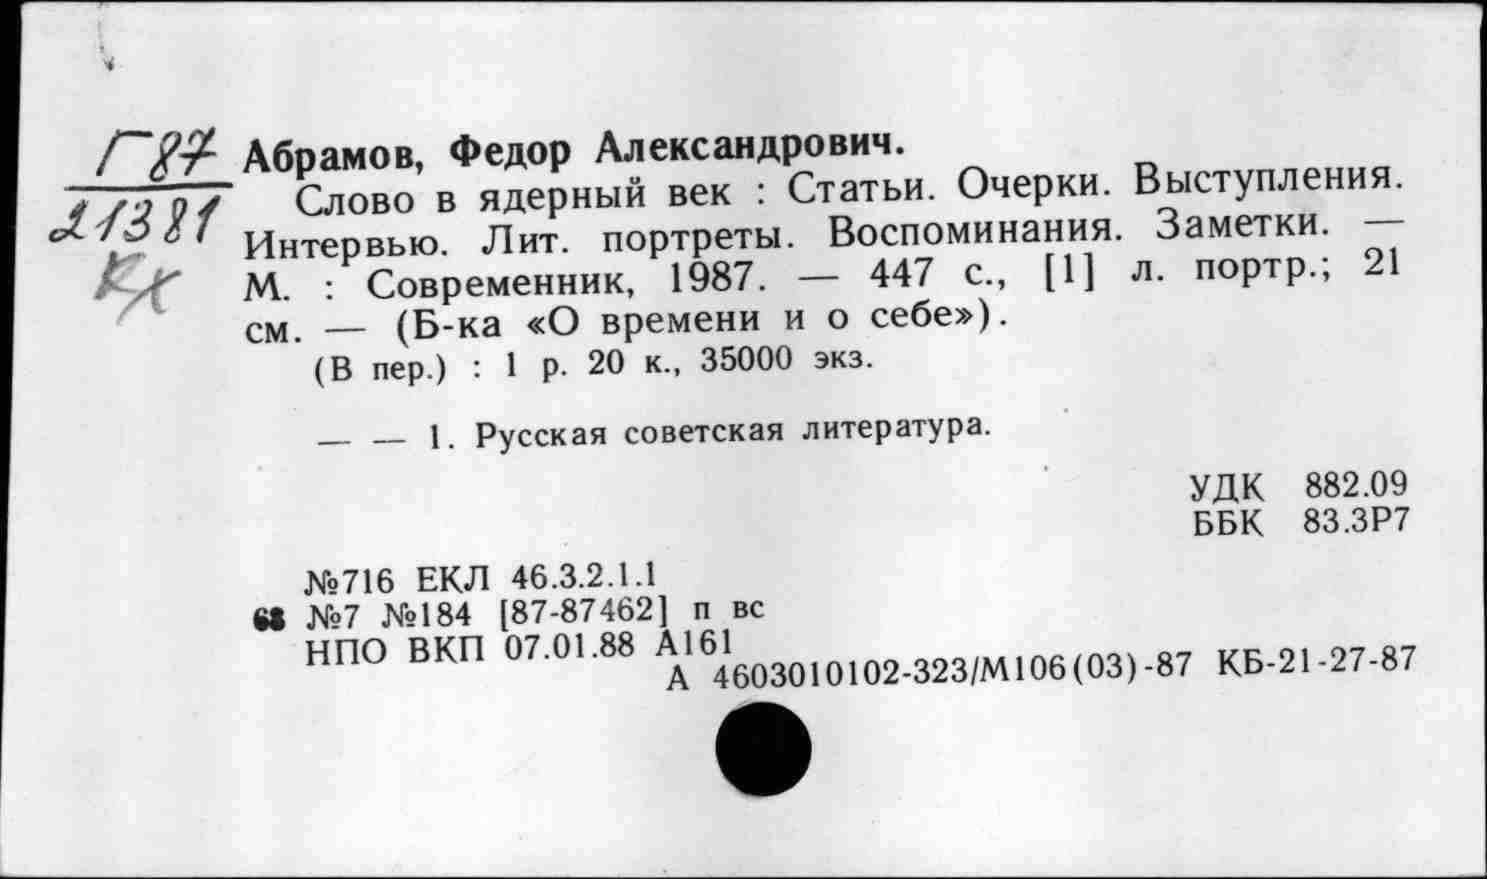 Г87
21381
Кх
Абрамов, Федор Александрович.
Слово в ядерный век : Статьи. Очерки. Выступления.
Интервью. Лит. портреты. Воспоминания. Заметки. —
М. : Современник, 1987. — 447 с., [1] л. портр.; 21
см. — (Б-ка «О времени и о себе»).
(В пер.) : 1 р. 20 к., 35000 экз.
— — 1. Русская советская литература.
УДК 882.09
ББК 83.3Р7
№716 ЕКЛ 46.3.2.1.1
68 №7 №184 [87-87462] п вс
НПО ВКП 07.01.88 А161
А 4603010102-323/М106(03)-87 КБ-21-27-87